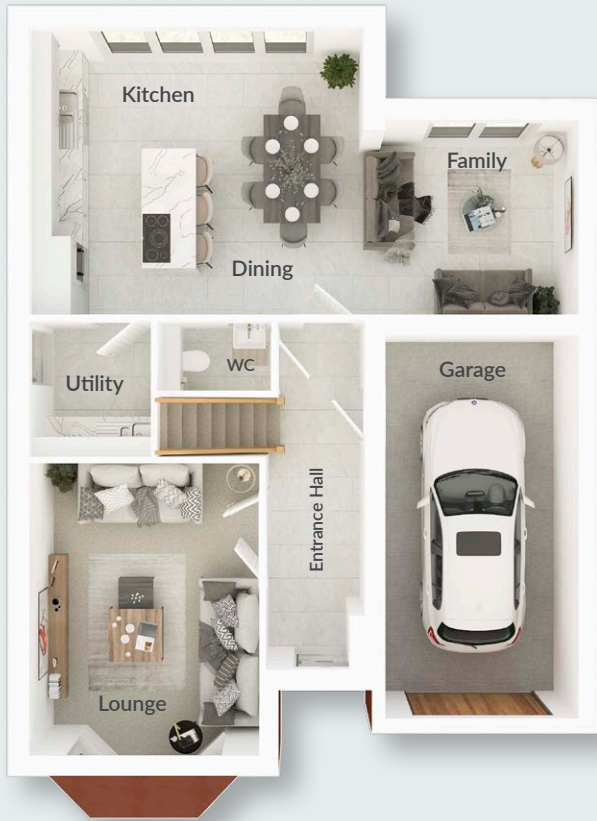 Kitchen
Family
Dining
WC
Garage
Utility
Entrance Hall
Lounge